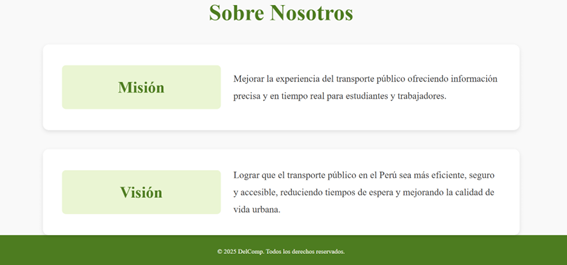 Sobre Nosotros
Misión
Mejorar la experiencia del transporte público ofreciendo información
precisa y en tiempo real para estudiantes y trabajadores.
Visión
Lograr que el transporte público en el Perú sea más eficiente, seguro
y accesible, reduciendo tiempos de espera y mejorando la calidad de
vida urbana.
© 2025 DelComp. Todos los derechos reservados.